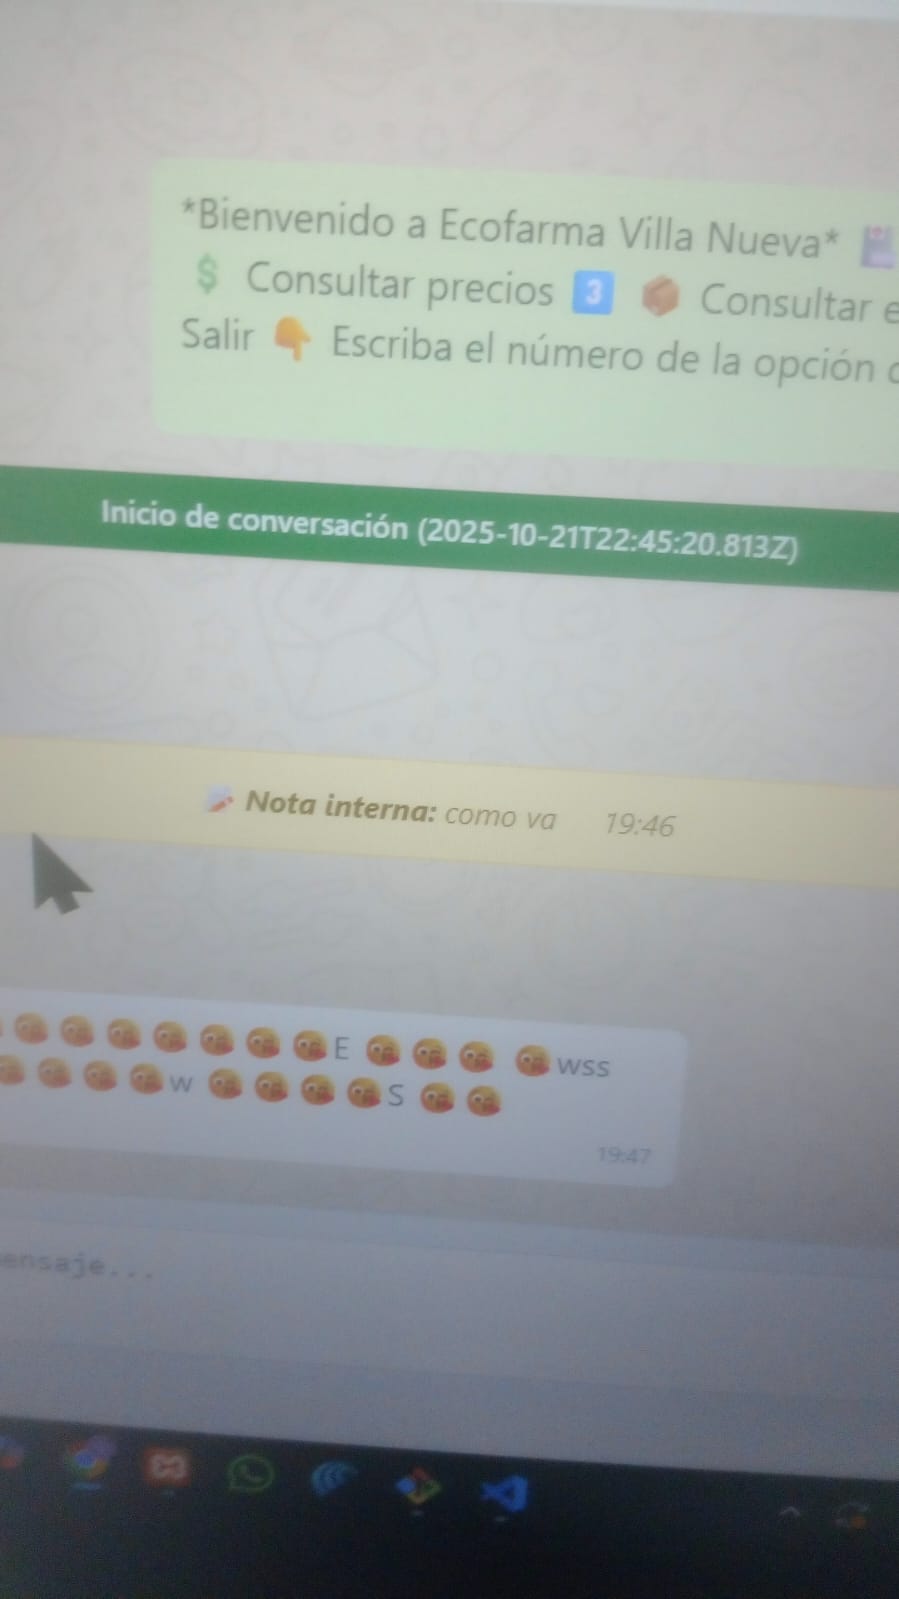 *Bienvenido a Ecofarma Villa Nueva* 💾
💲 Consultar precios 3️⃣ 📦 Consultar e
Salir 👇 Escriba el número de la opción
Inicio de conversación (2025-10-21T22:45:20.813Z)
📝 Nota interna: como va 19:46
😘 😘 😘 😘 😘 😘 😘E 😘 😘 😘 😘wss
😘 😘 😘 😘w 😘 😘 😘 😘S 😘 😘
19:47
ensaje...